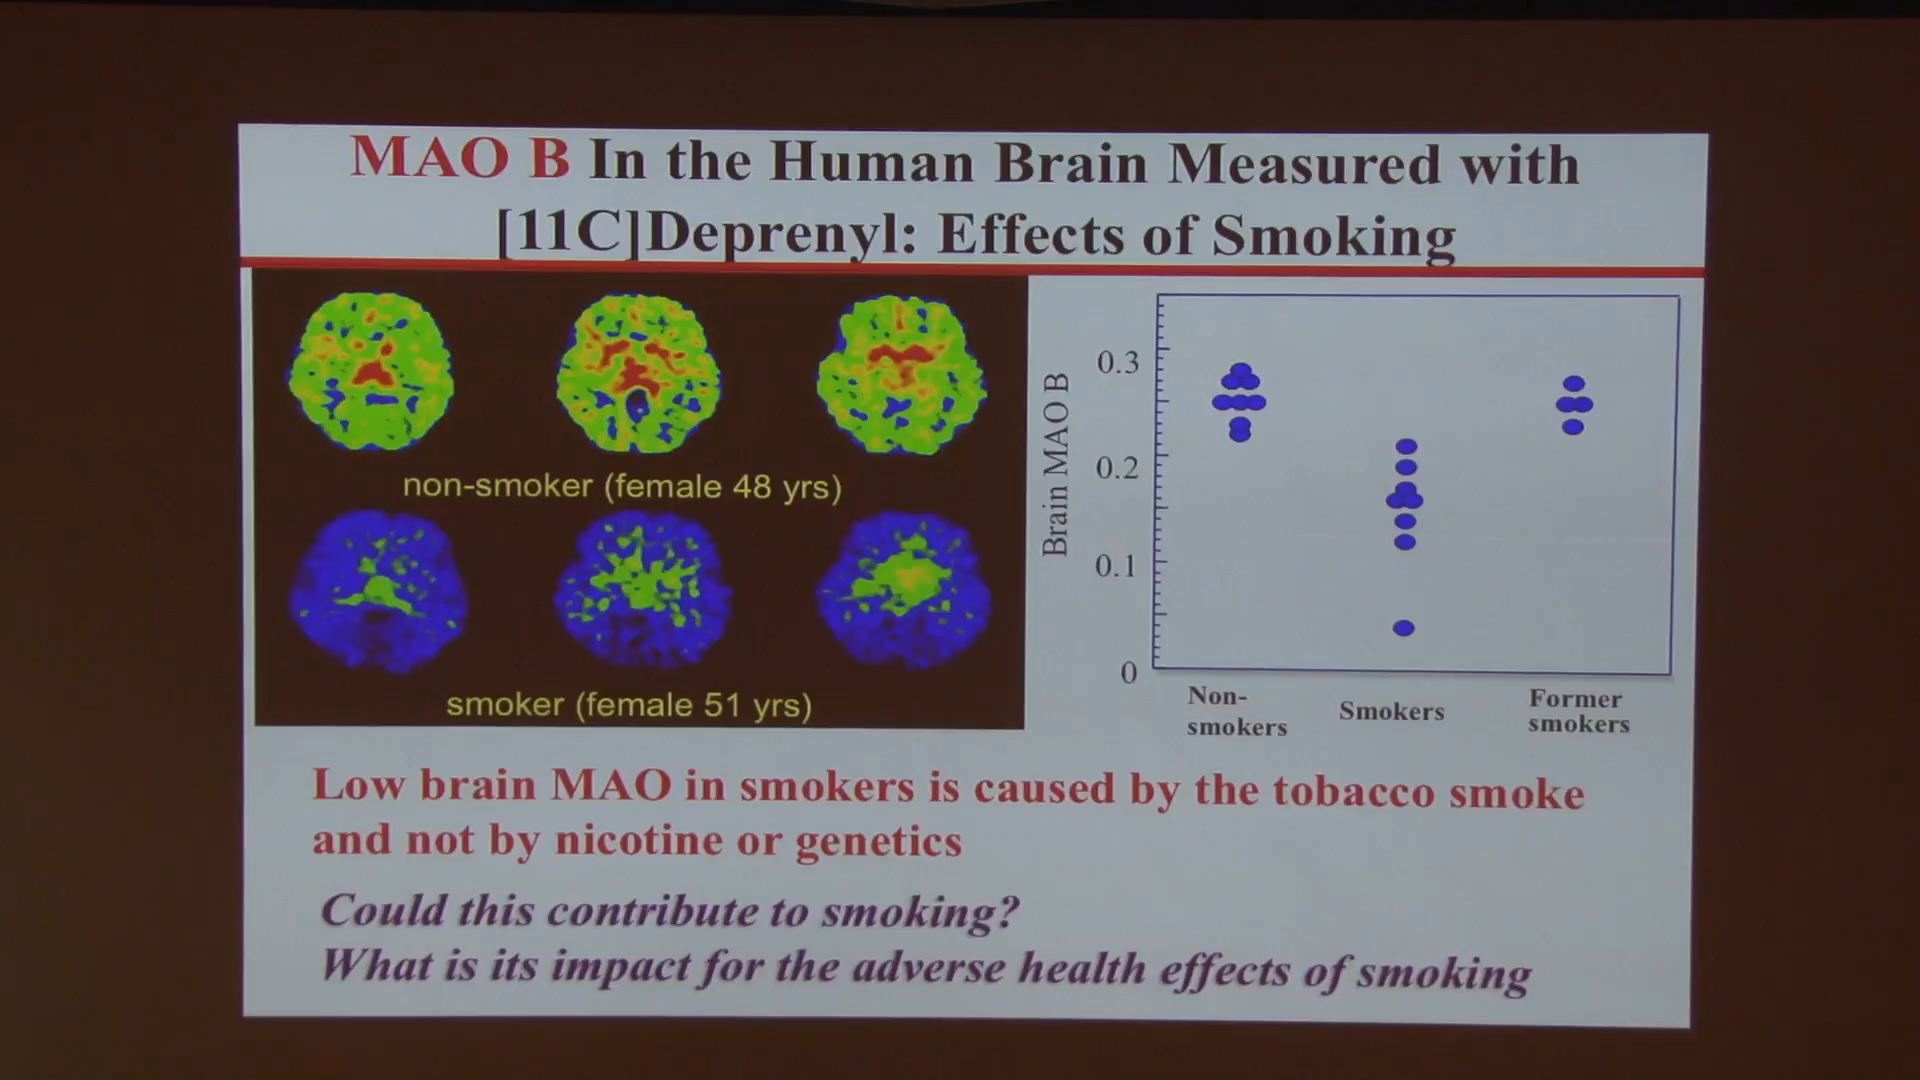 MAO B In the Human Brain Measured with
[11C]Deprenyl: Effects of Smoking
non-smoker (female 48 yrs)
smoker (female 51 yrs)
Brain MAO B
0.3
0.2
0.1
0
Non-
smokers
Smokers
Former
smokers
Low brain MAO in smokers is caused by the tobacco smoke
and not by nicotine or genetics
Could this contribute to smoking?
What is its impact for the adverse health effects of smoking